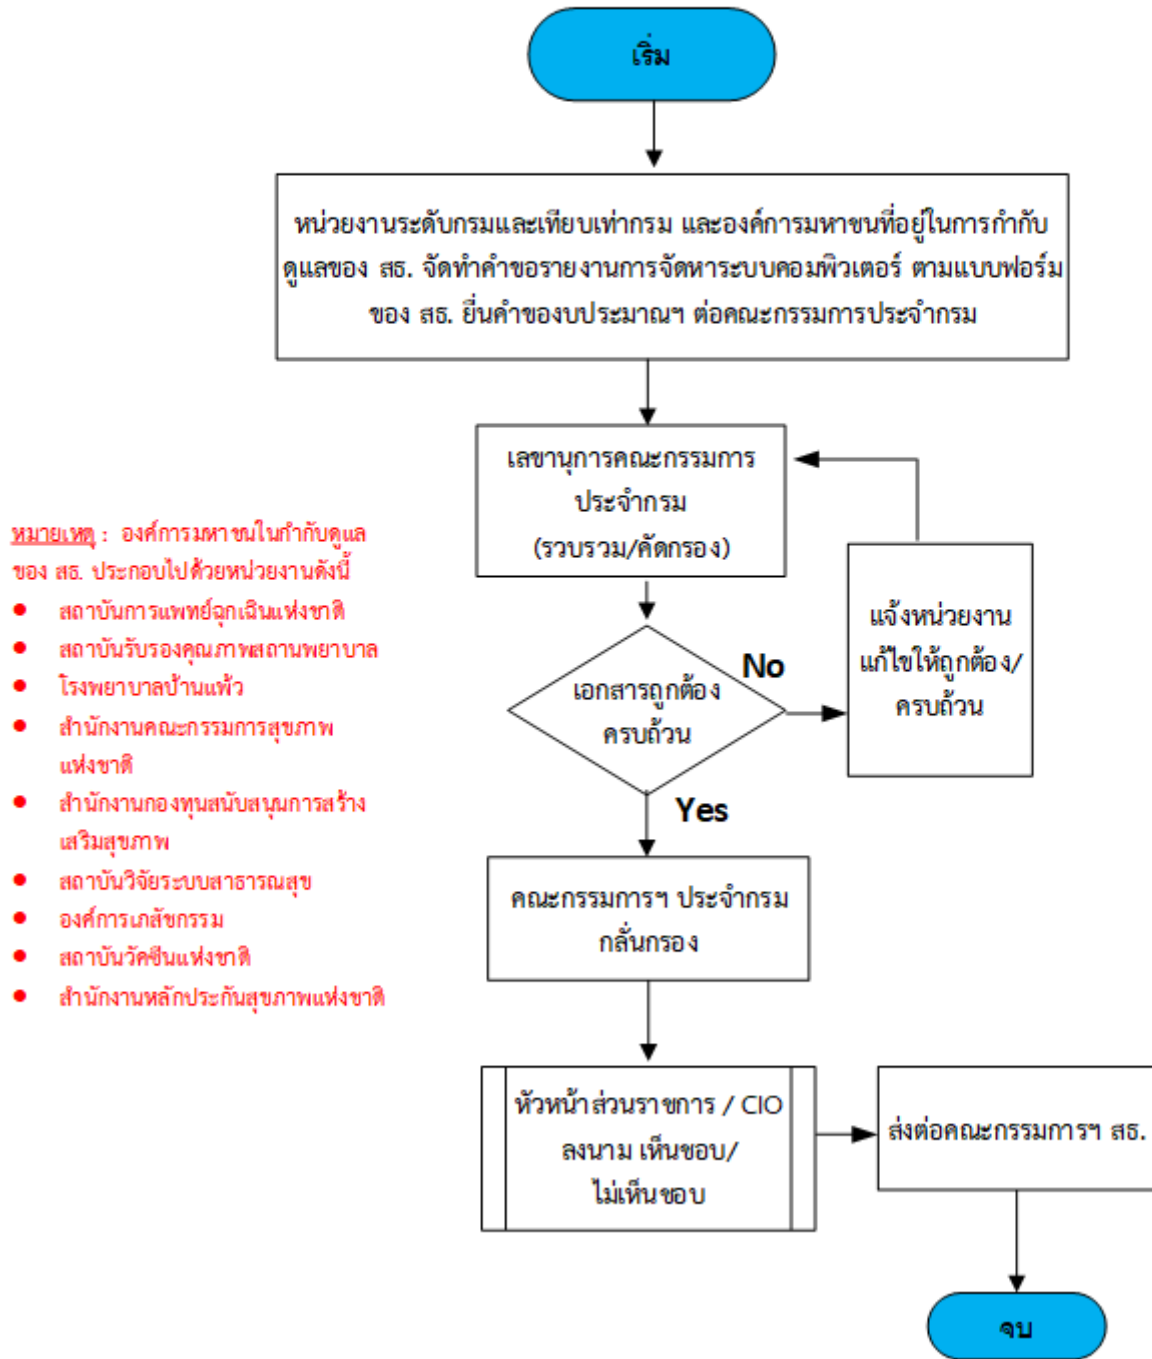 เริ่ม
หน่วยงานระดับกรมและเทียบเท่ากรม และองค์การมหาชนที่อยู่ในการกำกับ
ดูแลของ สธ. จัดทำคำขอรายงานการจัดหาระบบคอมพิวเตอร์ ตามแบบฟอร์ม
ของ สธ. ยื่นคำของบประมาณฯ ต่อคณะกรรมการประจำกรม
เลขานุการคณะกรรมการ
ประจำกรม
(รวบรวม/คัดกรอง)
แจ้งหน่วยงาน
แก้ไขให้ถูกต้อง/
ครบถ้วน
No
เอกสารถูกต้อง
ครบถ้วน
Yes
คณะกรรมการฯ ประจำกรม
กลั่นกรอง
หัวหน้าส่วนราชการ / CIO
ลงนาม เห็นชอบ/
ไม่เห็นชอบ
ส่งต่อคณะกรรมการฯ สธ.
จบ
หมายเหตุ : องค์การมหาชนในกำกับดูแล
ของ สธ. ประกอบไปด้วยหน่วยงานดังนี้
● สถาบันการแพทย์ฉุกเฉินแห่งชาติ
● สถาบันรับรองคุณภาพสถานพยาบาล
● โรงพยาบาลบ้านแพ้ว
● สำนักงานคณะกรรมการสุขภาพ
แห่งชาติ
● สำนักงานกองทุนสนับสนุนการสร้าง
เสริมสุขภาพ
● สถาบันวิจัยระบบสาธารณสุข
● องค์การเภสัชกรรม
● สถาบันวัคซีนแห่งชาติ
● สำนักงานหลักประกันสุขภาพแห่งชาติ